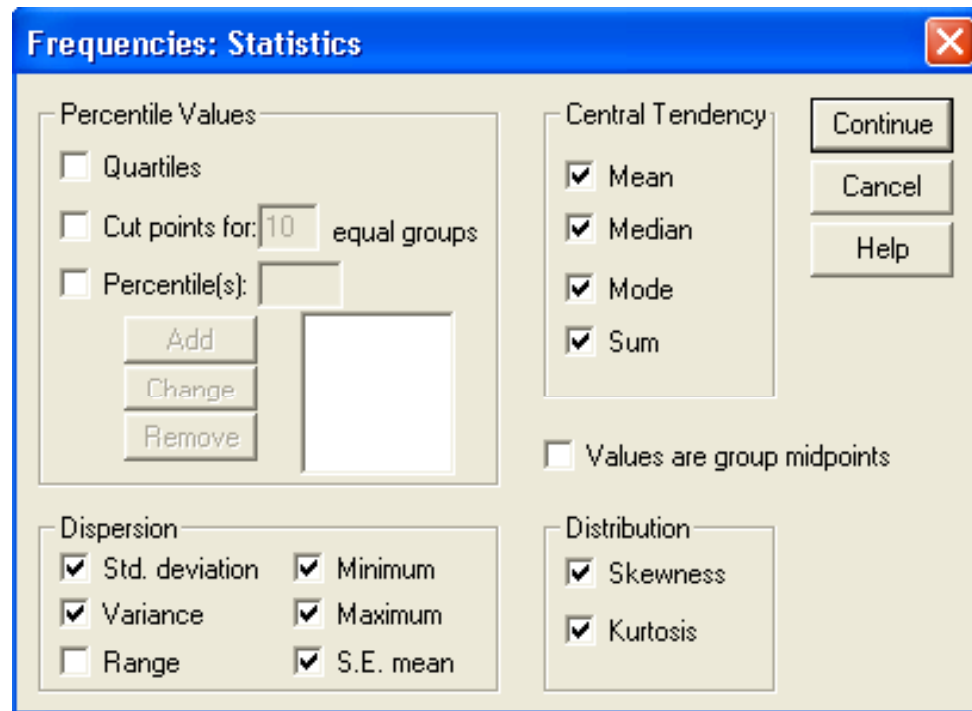 Frequencies: Statistics
Percentile Values
Quartiles
Cut points for: 10 equal groups
Percentile(s):
Add
Change
Remove
Central Tendency
Mean
Median
Mode
Sum
Continue
Cancel
Help
Values are group midpoints
Dispersion
Std. deviation
Minimum
Variance
Maximum
Range
S.E. mean
Distribution
Skewness
Kurtosis